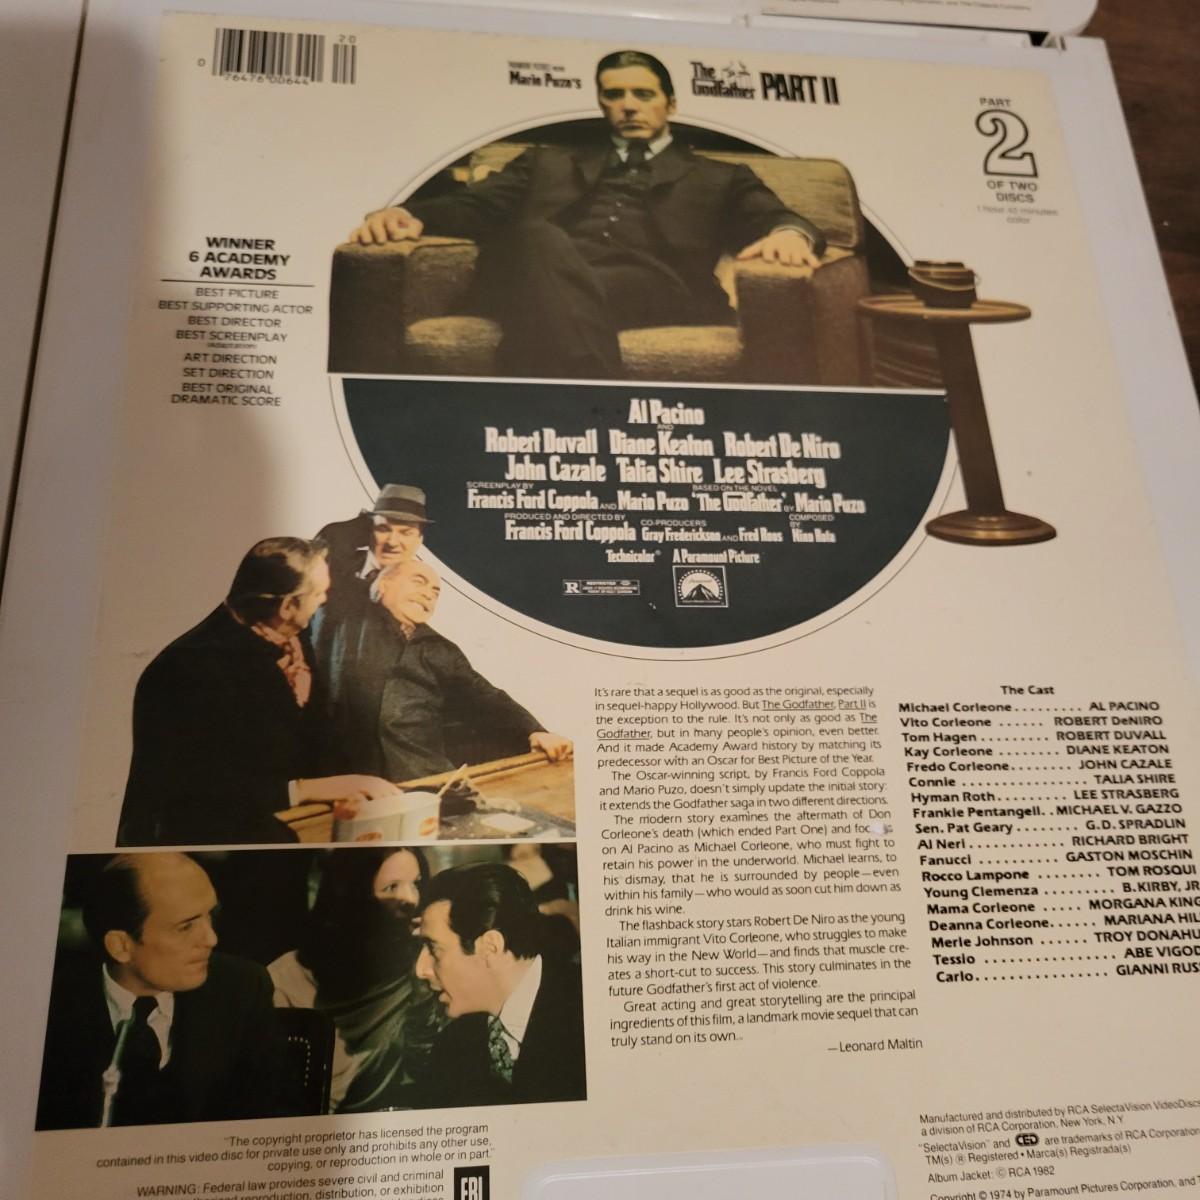 20
0
76476 00644
Mario Puzo's
The Godfather PART II
PART
2
OF TWO
DISCS
color
WINNER
6 ACADEMY
AWARDS
BEST PICTURE
BEST SUPPORTING ACTOR
BEST DIRECTOR
BEST SCREENPLAY
(Adaptation)
ART DIRECTION
SET DIRECTION
BEST ORIGINAL
DRAMATIC SCORE
Al Pacino
AND
Robert Duvall Diane Keaton Robert De Niro
John Cazale Talia Shire Lee Strasberg
SCREENPLAY BY BASED ON THE NOVEL
Francis Ford Coppola AND Mario Puzo 'The Godfather' BY Mario Puzo
PRODUCED AND DIRECTED BY CO-PRODUCERS COMPOSED BY
Francis Ford Coppola Gray Frederickson AND Fred Roos Nino Rota
Technicolor® A Paramount Picture
R RESTRICTED
Paramount
It's rare that a sequel is as good as the original, especially
in sequel-happy Hollywood. But The Godfather, Part II is
the exception to the rule. It's not only as good as The
Godfather, but in many people's opinion, even better.
And it made Academy Award history by matching its
predecessor with an Oscar for Best Picture of the Year.
The Oscar-winning script, by Francis Ford Coppola
and Mario Puzo, doesn't simply update the initial story:
it extends the Godfather saga in two different directions.
The modern story examines the aftermath of Don
Corleone's death (which ended Part One) and foc
on Al Pacino as Michael Corleone, who must fight to
retain his power in the underworld. Michael learns, to
his dismay, that he is surrounded by people—even
within his family—who would as soon cut him down as
drink his wine.
The flashback story stars Robert De Niro as the young
Italian immigrant Vito Corleone, who struggles to make
his way in the New World—and finds that muscle cre-
ates a short-cut to success. This story culminates in the
future Godfather's first act of violence.
Great acting and great storytelling are the principal
ingredients of this film, a landmark movie sequel that can
truly stand on its own...
—Leonard Maltin
The Cast
Michael Corleone......... AL PACINO
Vito Corleone ...... ROBERT DeNIRO
Tom Hagen ......... ROBERT DUVALL
Kay Corleone ........ DIANE KEATON
Fredo Corleone........ JOHN CAZALE
Connie .............. TALIA SHIRE
Hyman Roth......... LEE STRASBERG
Frankie Pentangeli.. MICHAEL V. GAZZO
Sen. Pat Geary ........ G.D. SPRADLIN
Al Neri............ RICHARD BRIGHT
Fanucci .......... GASTON MOSCHIN
Rocco Lampone ........ TOM ROSQUI
Young Clemenza ......... B.KIRBY, JR
Mama Corleone ..... MORGANA KING
Deanna Corleone...... MARIANA HIL
Merle Johnson ...... TROY DONAHU
Tessio ................ ABE VIGOD
Carlo................ GIANNI RUS
"The copyright proprietor has licensed the program
contained in this video disc for private use only and prohibits any other use,
copying, or reproduction in whole or in part."
WARNING: Federal law provides severe civil and criminal
reproduction, distribution, or exhibition
FBI
Manufactured and distributed by RCA SelectaVision VideoDiscs
a division of RCA Corporation, New York, N.Y.
"SelectaVision" and CED are trademarks of RCA Corporation
TM(s) ® Registered • Marca(s) Registrada(s)
Album Jacket: © RCA 1982
Copyright © 1974 by Paramount Pictures Corporation, and